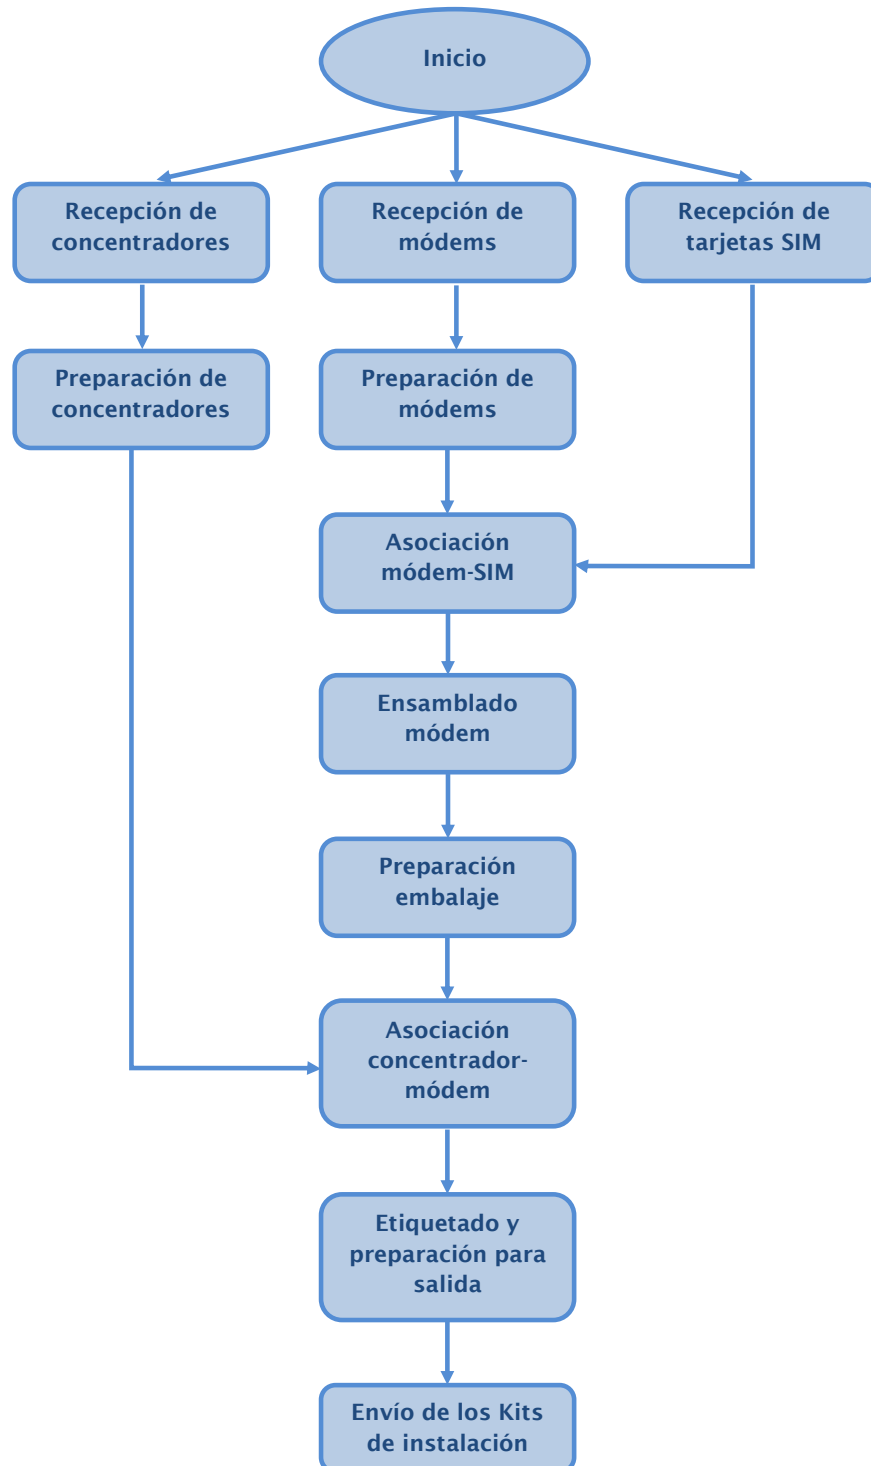 Inicio
Recepción de
concentradores
Recepción de
módems
Recepción de
tarjetas SIM
Preparación de
concentradores
Preparación de
módems
Asociación
módem-SIM
Ensamblado
módem
Preparación
embalaje
Asociación
concentrador-
módem
Etiquetado y
preparación para
salida
Envío de los Kits
de instalación